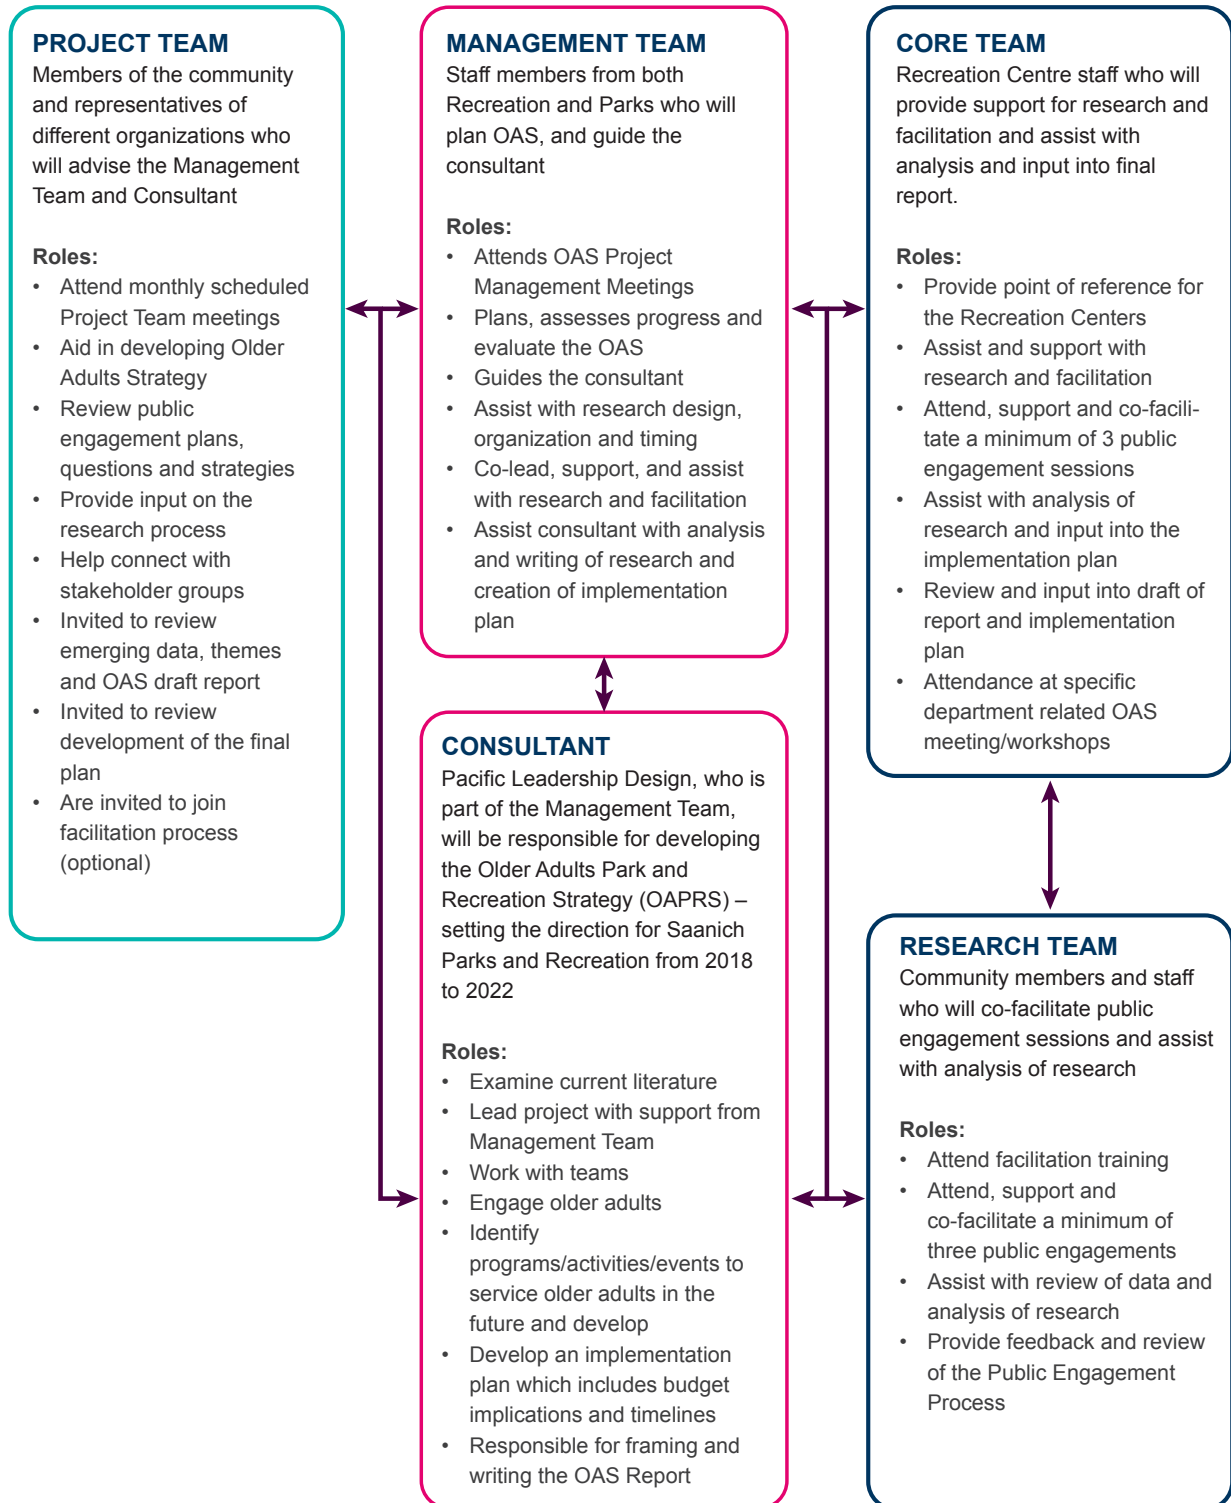 PROJECT TEAM
Members of the community
and representatives of
different organizations who
will advise the Management
Team and Consultant
Roles:
• Attend monthly scheduled
Project Team meetings
• Aid in developing Older
Adults Strategy
• Review public
engagement plans,
questions and strategies
• Provide input on the
research process
• Help connect with
stakeholder groups
• Invited to review
emerging data, themes
and OAS draft report
• Invited to review
development of the final
plan
• Are invited to join
facilitation process
(optional)
MANAGEMENT TEAM
Staff members from both
Recreation and Parks who will
plan OAS, and guide the
consultant
Roles:
• Attends OAS Project
Management Meetings
• Plans, assesses progress and
evaluate the OAS
• Guides the consultant
• Assist with research design,
organization and timing
• Co-lead, support, and assist
with research and facilitation
• Assist consultant with analysis
and writing of research and
creation of implementation
plan
CONSULTANT
Pacific Leadership Design, who is
part of the Management Team,
will be responsible for developing
the Older Adults Park and
Recreation Strategy (OAPRS) –
setting the direction for Saanich
Parks and Recreation from 2018
to 2022
Roles:
• Examine current literature
• Lead project with support from
Management Team
• Work with teams
• Engage older adults
• Identify
programs/activities/events to
service older adults in the
future and develop
• Develop an implementation
plan which includes budget
implications and timelines
• Responsible for framing and
writing the OAS Report
CORE TEAM
Recreation Centre staff who will
provide support for research and
facilitation and assist with
analysis and input into final
report.
Roles:
• Provide point of reference for
the Recreation Centers
• Assist and support with
research and facilitation
• Attend, support and co-facili-
tate a minimum of 3 public
engagement sessions
• Assist with analysis of
research and input into the
implementation plan
• Review and input into draft of
report and implementation
plan
• Attendance at specific
department related OAS
meeting/workshops
RESEARCH TEAM
Community members and staff
who will co-facilitate public
engagement sessions and assist
with analysis of research
Roles:
• Attend facilitation training
• Attend, support and
co-facilitate a minimum of
three public engagements
• Assist with review of data and
analysis of research
• Provide feedback and review
of the Public Engagement
Process